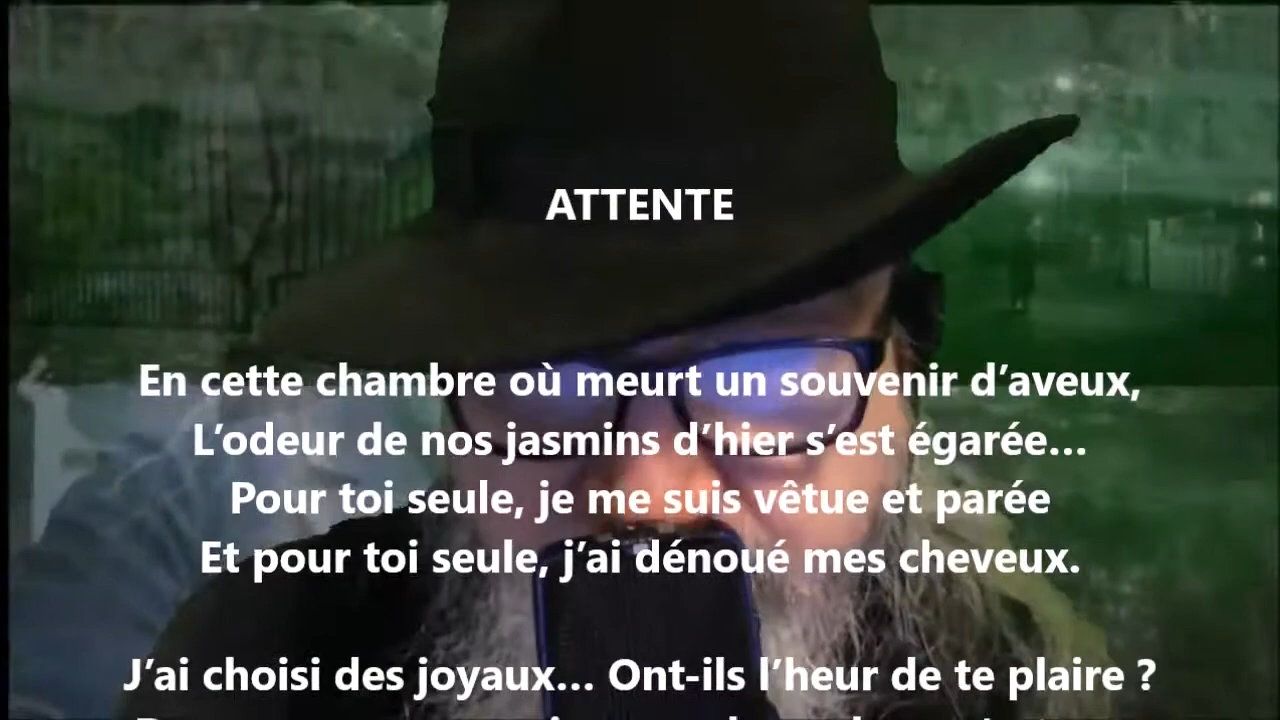 ATTENTE
En cette chambre où meurt un souvenir d’aveux,
L’odeur de nos jasmins d’hier s’est égarée…
Pour toi seule, je me suis vêtue et parée
Et pour toi seule, j’ai dénoué mes cheveux.
J’ai choisi des joyaux… Ont-ils l’heur de te plaire ?